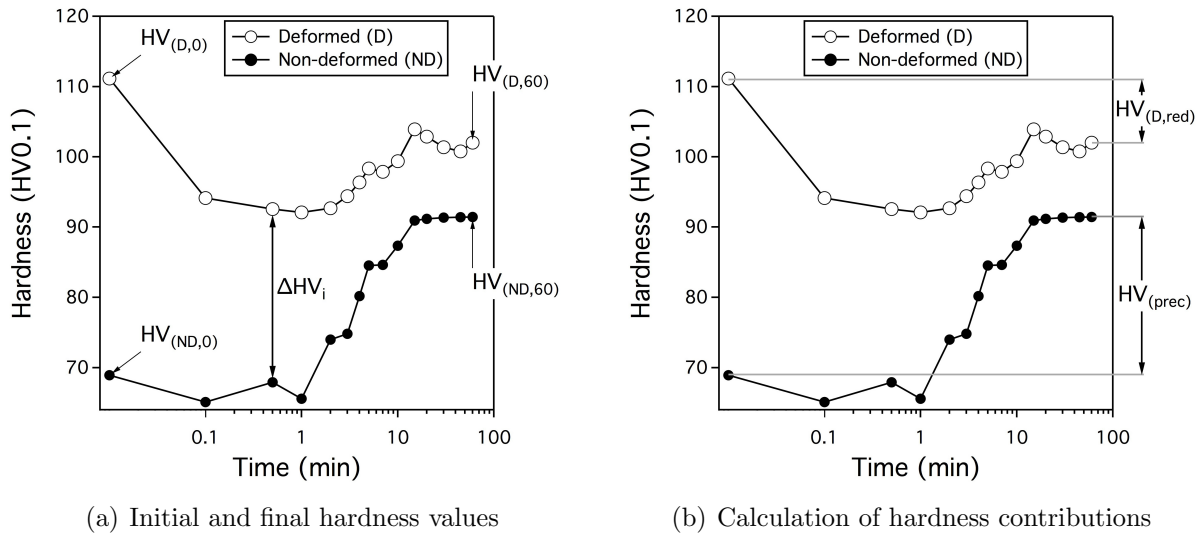 120
110
100
90
80
70
Hardness (HV0.1)
0.1
1
10
100
Time (min)
Deformed (D)
Non-deformed (ND)
HV(D,0)
HV(D,60)
ΔHVi
HV(ND,60)
HV(ND,0)
(a) Initial and final hardness values
120
110
100
90
80
70
Hardness (HV0.1)
0.1
1
10
100
Time (min)
Deformed (D)
Non-deformed (ND)
HV(D,red)
HV(prec)
(b) Calculation of hardness contributions